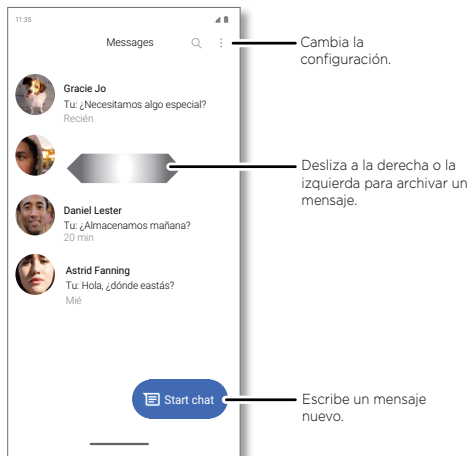 11:35
Messages
Cambia la
configuración.
Gracie Jo
Tu: ¿Necesitamos algo especial?
Recién
Desliza a la derecha o la
izquierda para archivar un
mensaje.
Daniel Lester
Tu: ¿Almacenamos mañana?
20 min
Astrid Fanning
Tu: Hola, ¿dónde eastás?
Mié
Start chat
Escribe un mensaje
nuevo.